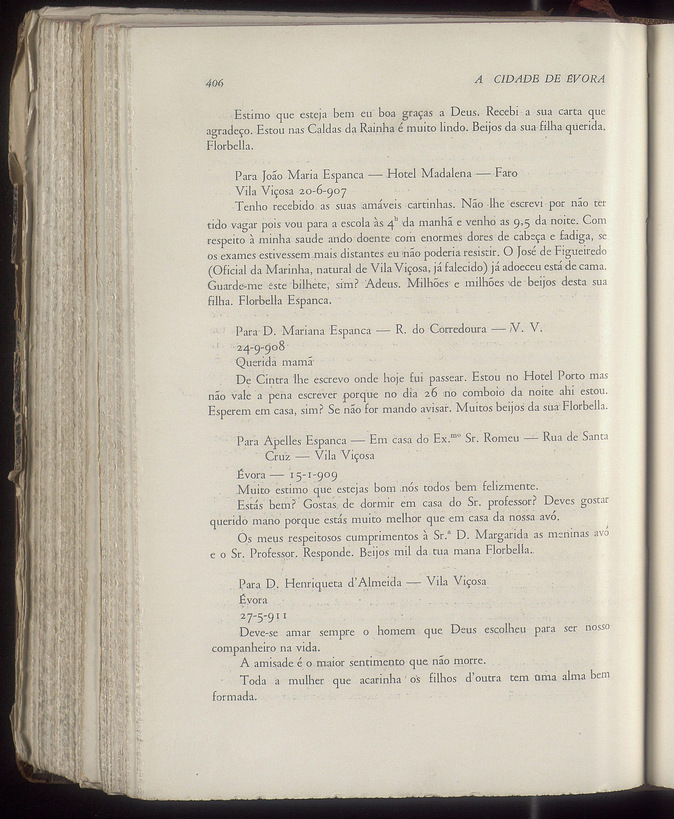 406
A CIDADE DE ÉVORA
Estimo que esteja bem eu boa graças a Deus. Recebi a sua carta que
agradeço. Estou nas Caldas da Rainha é muito lindo. Beijos da sua filha querida.
Florbella.
Para João Maria Espanca — Hotel Madalena — Faro
Vila Viçosa 20-6-907
Tenho recebido as suas amáveis cartinhas. Não lhe escrevi por não ter
tido vagar pois vou para a escola às 4ʰ da manhã e venho as 9,5 da noite. Com
respeito à minha saude ando doente com enormes dores de cabeça e fadiga, se
os exames estivessem mais distantes eu não poderia resistir. O José de Figueiredo
(Oficial da Marinha, natural de Vila Viçosa, já falecido) já adoeceu está de cama.
Guarde-me este bilhete, sim? Adeus. Milhões e milhões de beijos desta sua
filha. Florbella Espanca.
Para D. Mariana Espanca — R. do Corredoura — V. V.
24-9-908
Querida mamã
De Cintra lhe escrevo onde hoje fui passear. Estou no Hotel Porto mas
não vale a pena escrever porque no dia 26 no comboio da noite ahi estou.
Esperem em casa, sim? Se não for mando avisar. Muitos beijos da sua Florbella.
Para Apelles Espanca — Em casa do Ex.ᵐᵒ Sr. Romeu — Rua de Santa
Cruz — Vila Viçosa
Évora — 15-1-909
Muito estimo que estejas bom nós todos bem felizmente.
Estás bem? Gostas de dormir em casa do Sr. professor? Deves gostar
querido mano porque estás muito melhor que em casa da nossa avó.
Os meus respeitosos cumprimentos à Sr.ª D. Margarida as meninas avó
e o Sr. Professor. Responde. Beijos mil da tua mana Florbella.
Para D. Henriqueta d'Almeida — Vila Viçosa
Évora
27-5-911
Deve-se amar sempre o homem que Deus escolheu para ser nosso
companheiro na vida.
A amisade é o maior sentimento que não morre.
Toda a mulher que acarinha os filhos d'outra tem uma alma bem
formada.